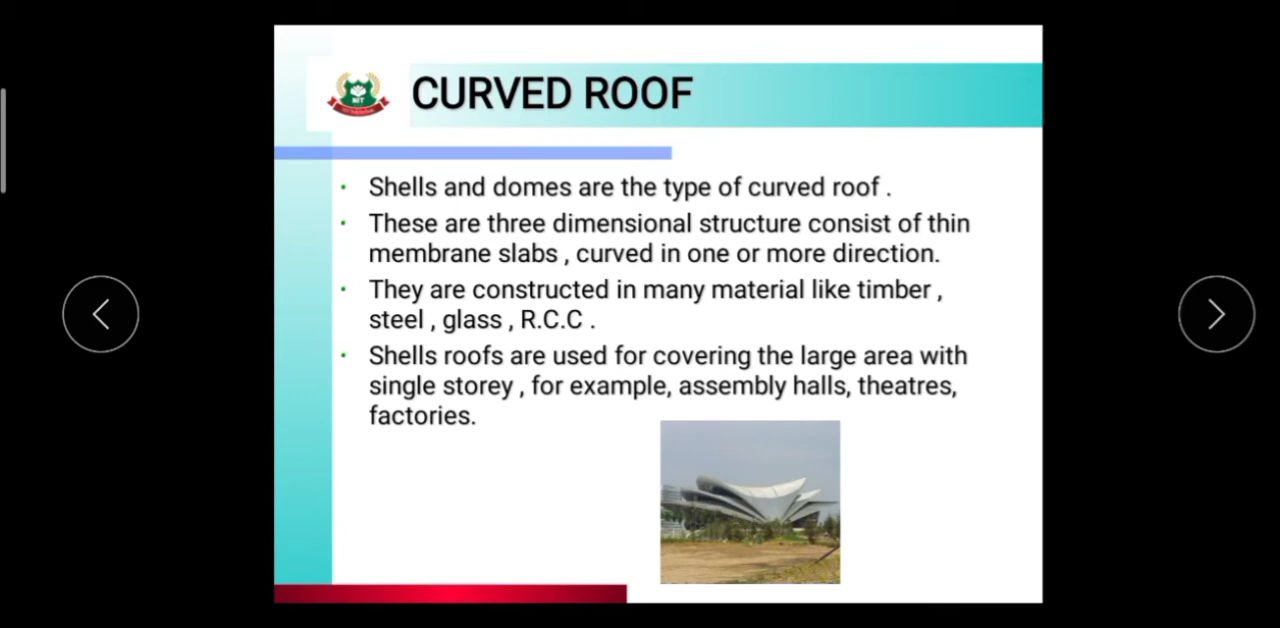 NIT
CURVED ROOF
· Shells and domes are the type of curved roof .
· These are three dimensional structure consist of thin
membrane slabs , curved in one or more direction.
· They are constructed in many material like timber ,
steel , glass , R.C.C .
· Shells roofs are used for covering the large area with
single storey , for example, assembly halls, theatres,
factories.